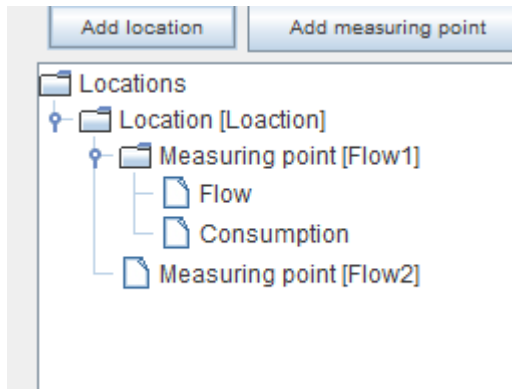 Add location Add measuring point
Locations
Location [Loaction]
Measuring point [Flow1]
Flow
Consumption
Measuring point [Flow2]